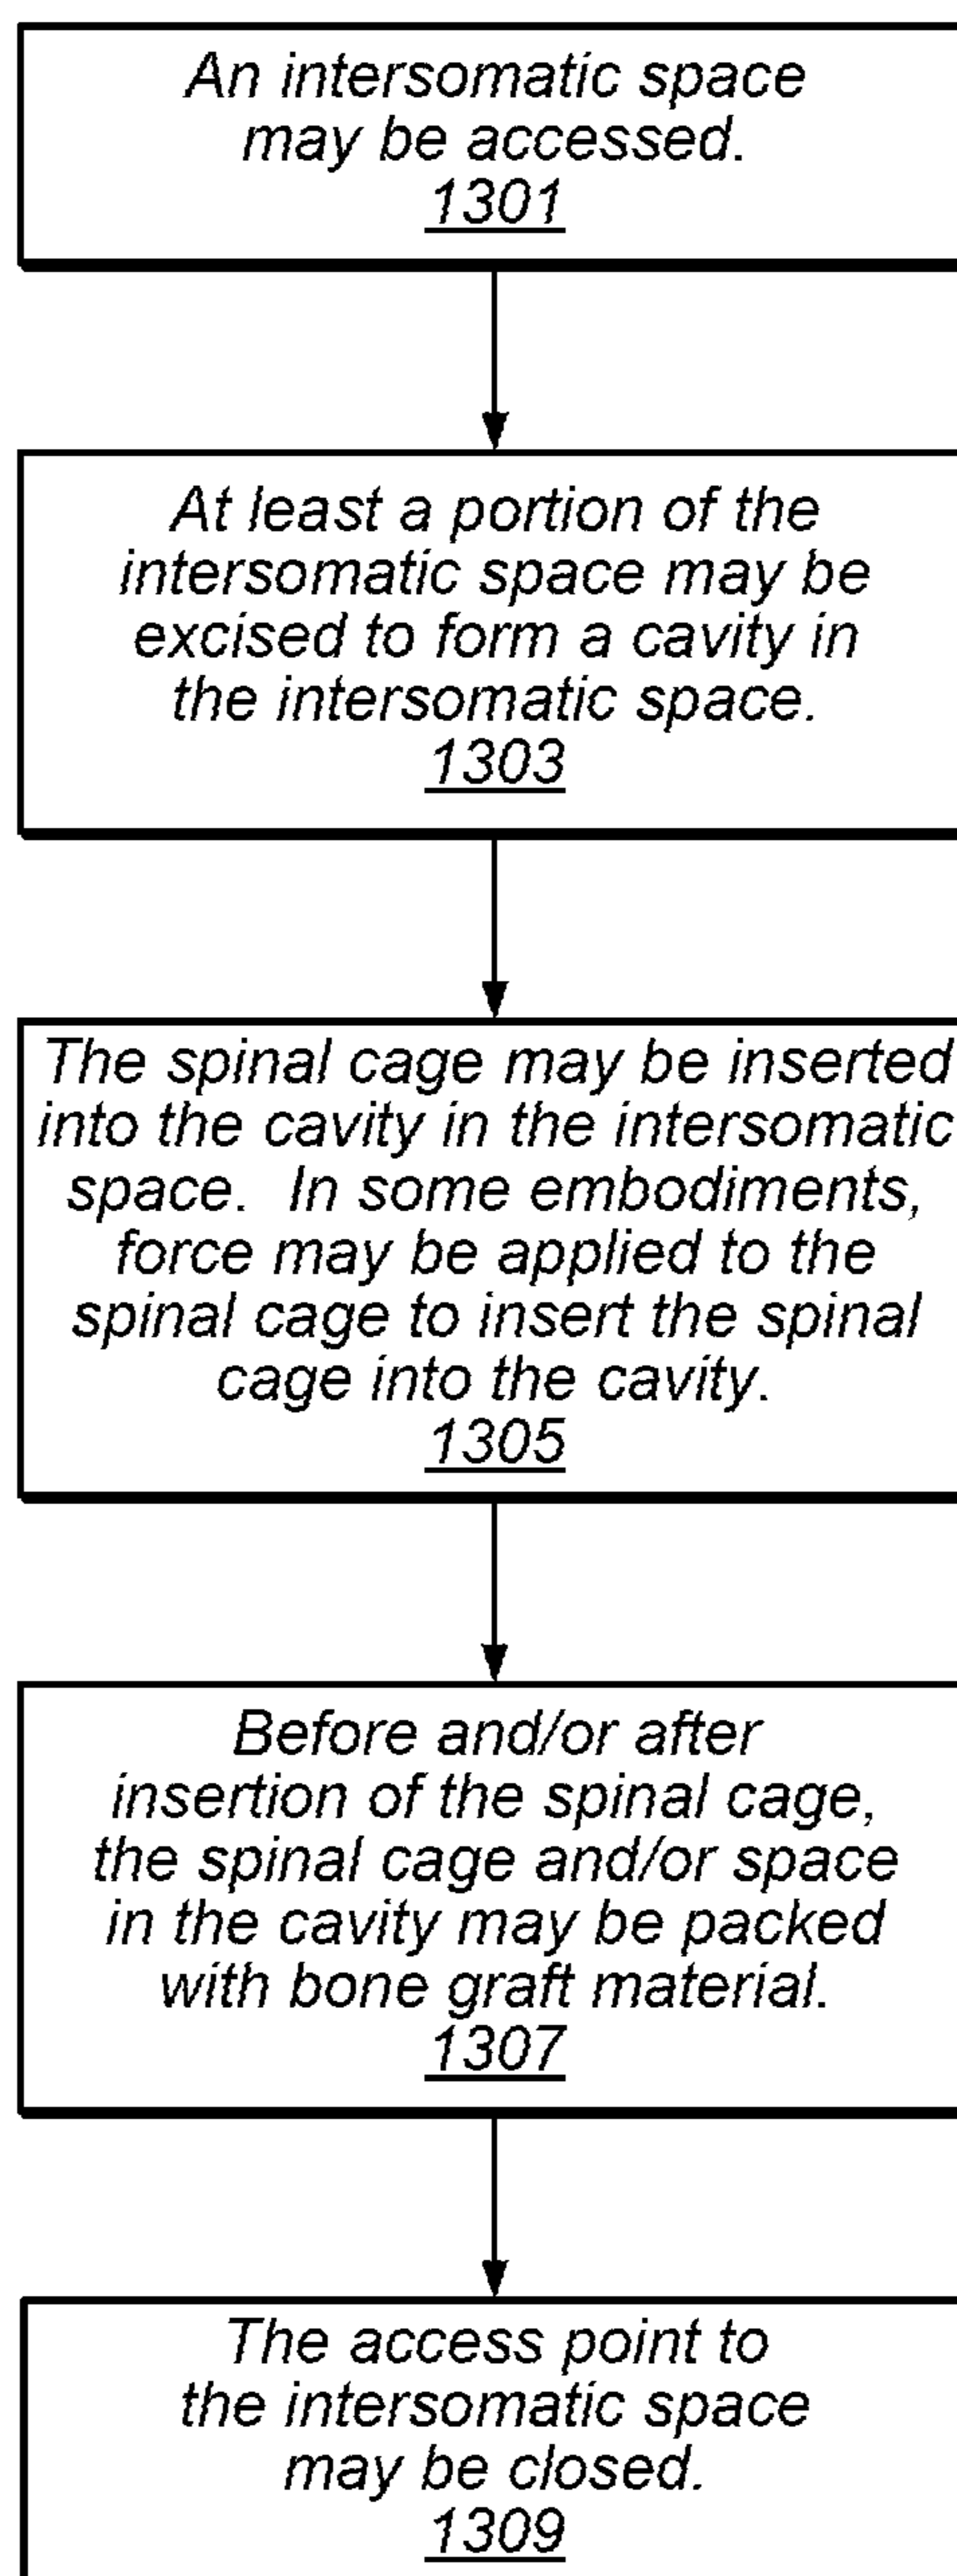 An intersomatic space
may be accessed.
1301
At least a portion of the
intersomatic space may be
excised to form a cavity in
the intersomatic space.
1303
The spinal cage may be inserted
into the cavity in the intersomatic
space.  In some embodiments,
force may be applied to the
spinal cage to insert the spinal
cage into the cavity.
1305
Before and/or after
insertion of the spinal cage,
the spinal cage and/or space
in the cavity may be packed
with bone graft material.
1307
The access point to
the intersomatic space
may be closed.
1309